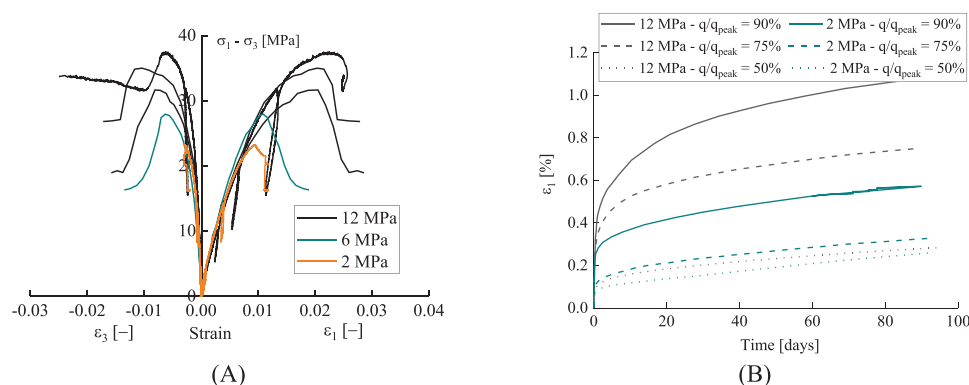 σ1 - σ3 [MPa]
40
30
20
10
0
12 MPa
6 MPa
2 MPa
-0.03 -0.02 -0.01 0.00 0.01 0.02 0.03 0.04
ε3 [–] Strain ε1 [–]
(A)
12 MPa - q/qpeak = 90% 2 MPa - q/qpeak = 90%
12 MPa - q/qpeak = 75% 2 MPa - q/qpeak = 75%
12 MPa - q/qpeak = 50% 2 MPa - q/qpeak = 50%
1.2
1.0
0.8
0.6
0.4
0.2
0.0
ε1 [%]
0 20 40 60 80 100
Time [days]
(B)